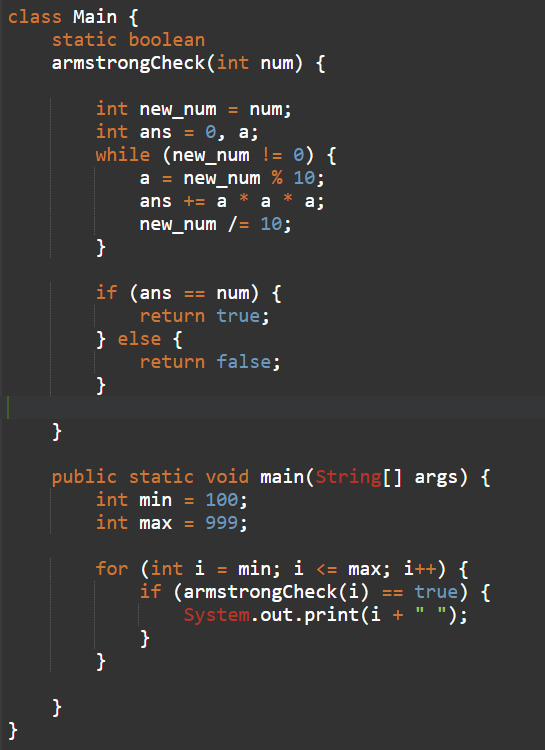 class Main {
    static boolean
    armstrongCheck(int num) {

        int new_num = num;
        int ans = 0, a;
        while (new_num != 0) {
            a = new_num % 10;
            ans += a * a * a;
            new_num /= 10;
        }

        if (ans == num) {
            return true;
        } else {
            return false;
        }

    }

    public static void main(String[] args) {
        int min = 100;
        int max = 999;

        for (int i = min; i <= max; i++) {
            if (armstrongCheck(i) == true) {
                System.out.print(i + " ");
            }
        }

    }
}